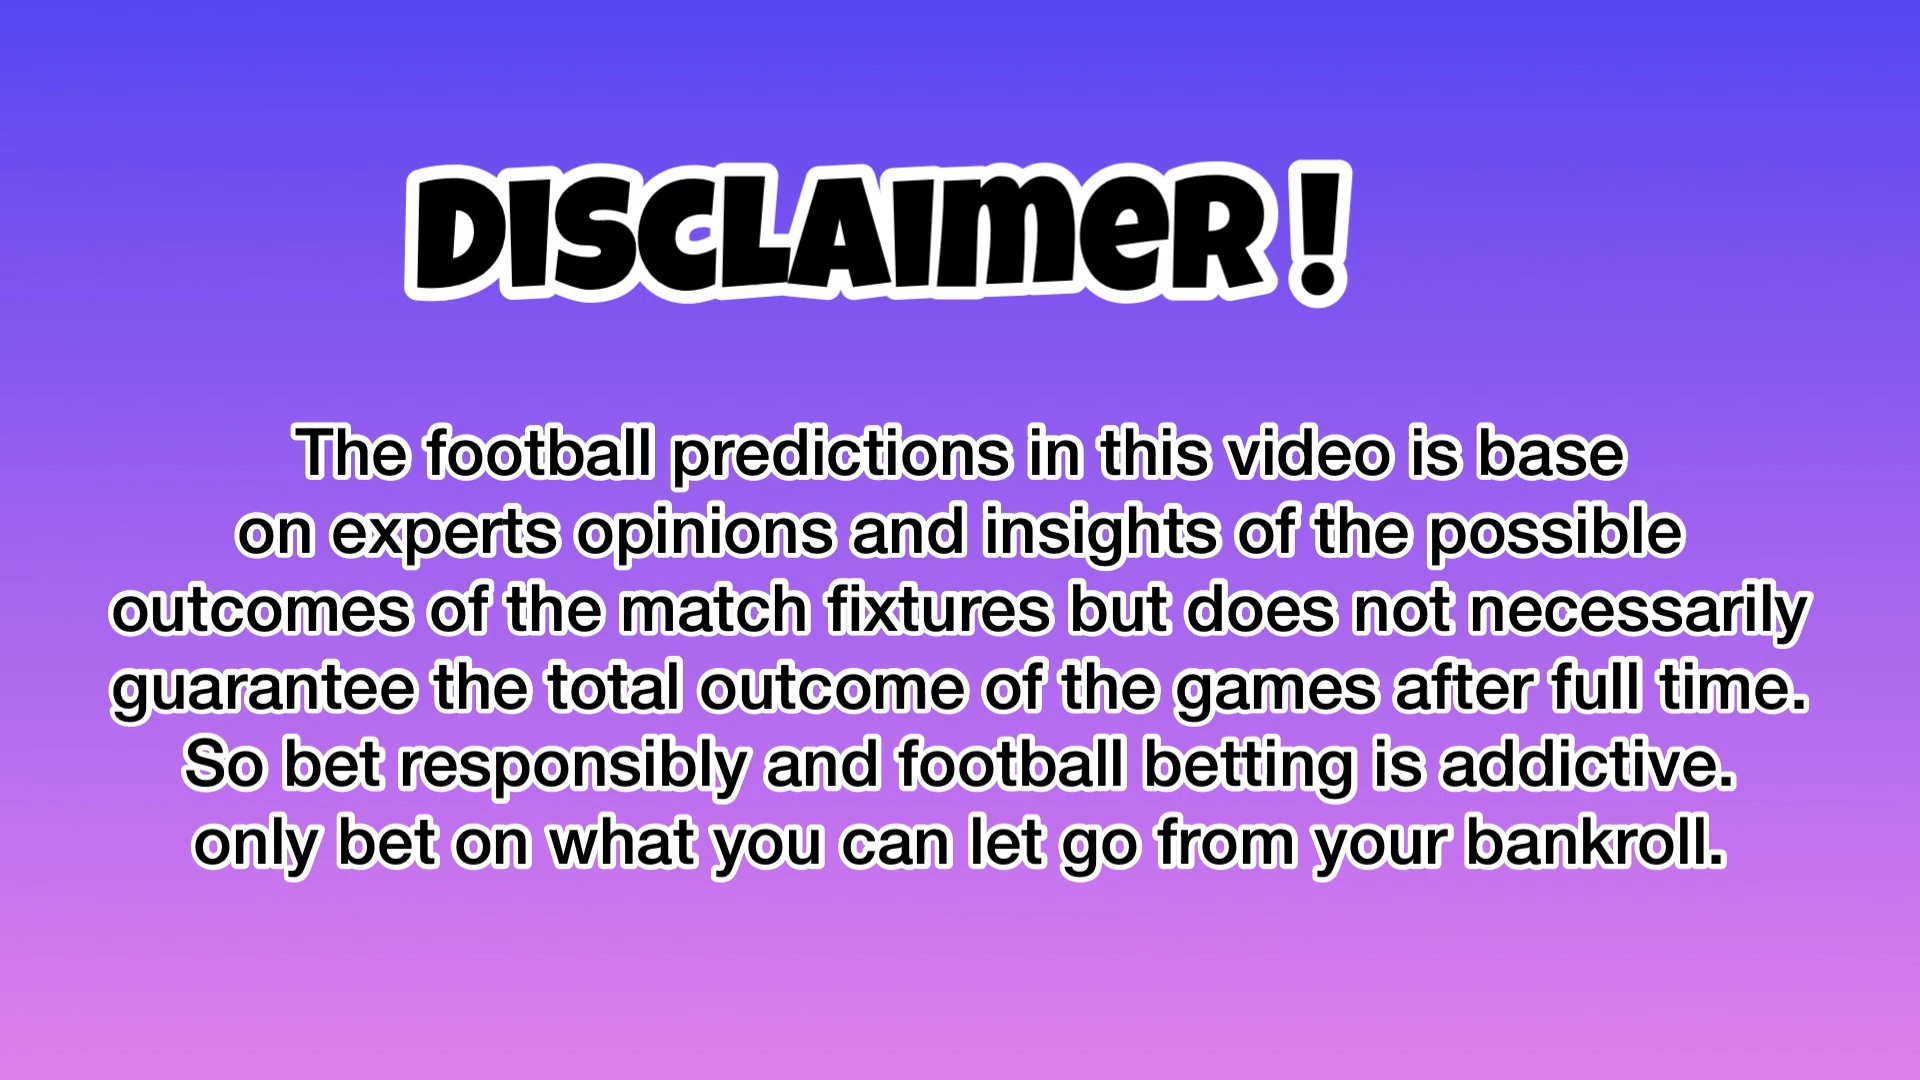 DISCLAIMER!
The football predictions in this video is base
on experts opinions and insights of the possible
outcomes of the match fixtures but does not necessarily
guarantee the total outcome of the games after full time.
So bet responsibly and football betting is addictive.
only bet on what you can let go from your bankroll.